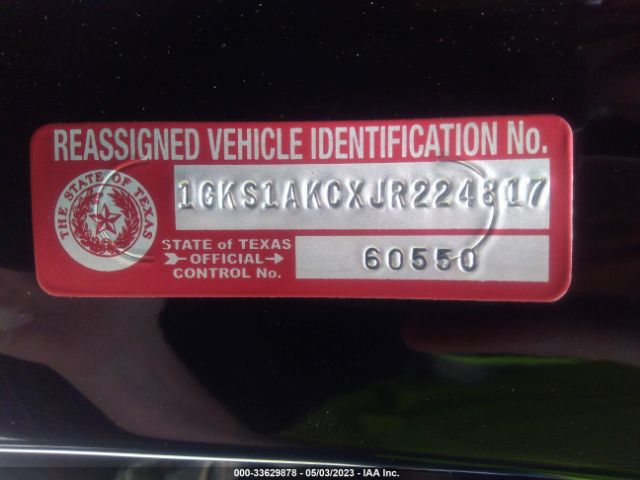 REASSIGNED VEHICLE IDENTIFICATION No.
1GKS1AKCXJR224817
THE STATE OF TEXAS
STATE of TEXAS
OFFICIAL
CONTROL No.
60550
000-33629878 - 05/03/2023 - IAA Inc.